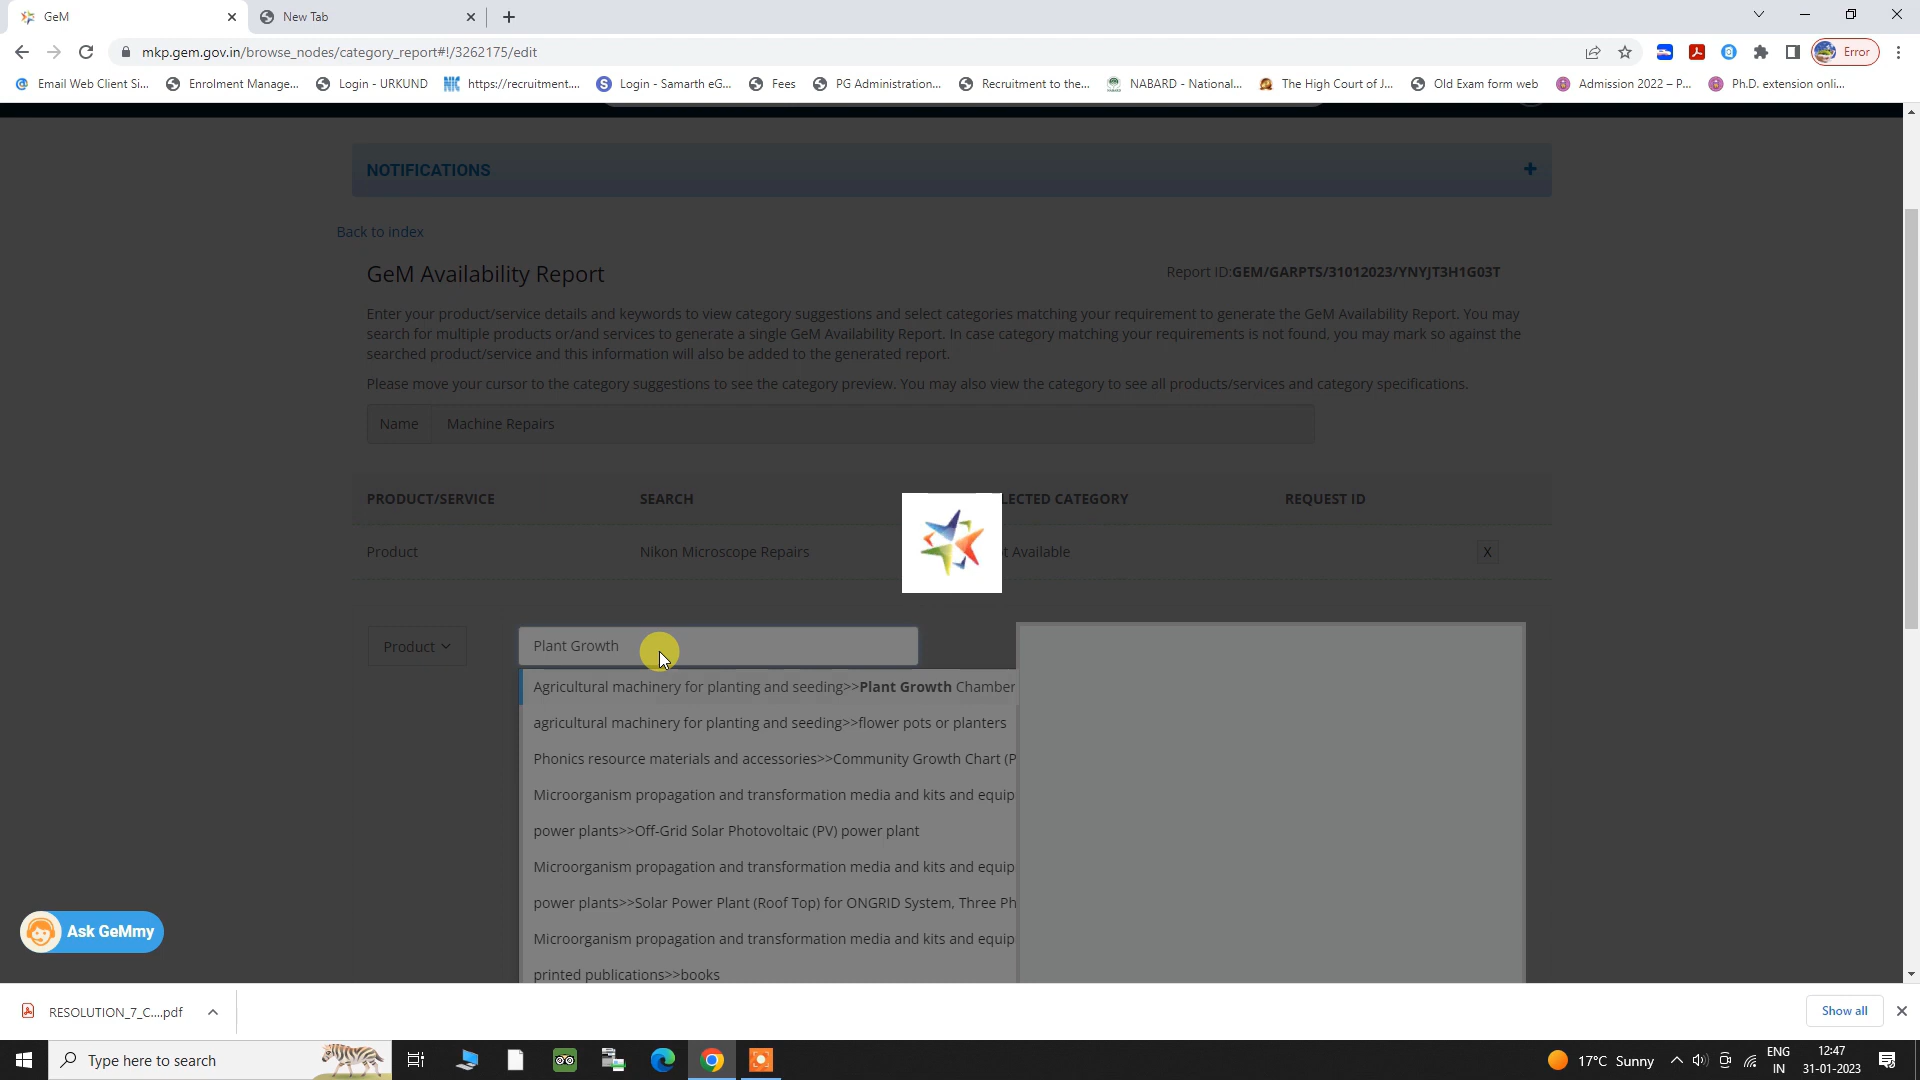 GeM
New Tab
mkp.gem.gov.in/browse_nodes/category_report#!/3262175/edit
Error
Email Web Client Si...
Enrolment Manage...
Login - URKUND
https://recruitment....
Login - Samarth eG...
Fees
PG Administration...
Recruitment to the...
NABARD - National...
The High Court of J...
Old Exam form web
Admission 2022 – P...
Ph.D. extension onli...
NOTIFICATIONS
Back to index
GeM Availability Report
Report ID:GEM/GARPTS/31012023/YNYJT3H1G03T
Enter your product/service details and keywords to view category suggestions and select categories matching your requirement to generate the GeM Availability Report. You may
search for multiple products or/and services to generate a single GeM Availability Report. In case category matching your requirements is not found, you may mark so against the
searched product/service and this information will also be added to the generated report.
Please move your cursor to the category suggestions to see the category preview. You may also view the category to see all products/services and category specifications.
Name
Machine Repairs
PRODUCT/SERVICE
SEARCH
LECTED CATEGORY
REQUEST ID
Product
Nikon Microscope Repairs
t Available
X
Product
Plant Growth
Agricultural machinery for planting and seeding>>Plant Growth Chamber
agricultural machinery for planting and seeding>>flower pots or planters
Phonics resource materials and accessories>>Community Growth Chart (P
Microorganism propagation and transformation media and kits and equip
power plants>>Off-Grid Solar Photovoltaic (PV) power plant
Microorganism propagation and transformation media and kits and equip
power plants>>Solar Power Plant (Roof Top) for ONGRID System, Three Ph
Microorganism propagation and transformation media and kits and equip
printed publications>>books
Ask GeMmy
RESOLUTION_7_C....pdf
Show all
Type here to search
17°C Sunny
ENG
IN
12:47
31-01-2023